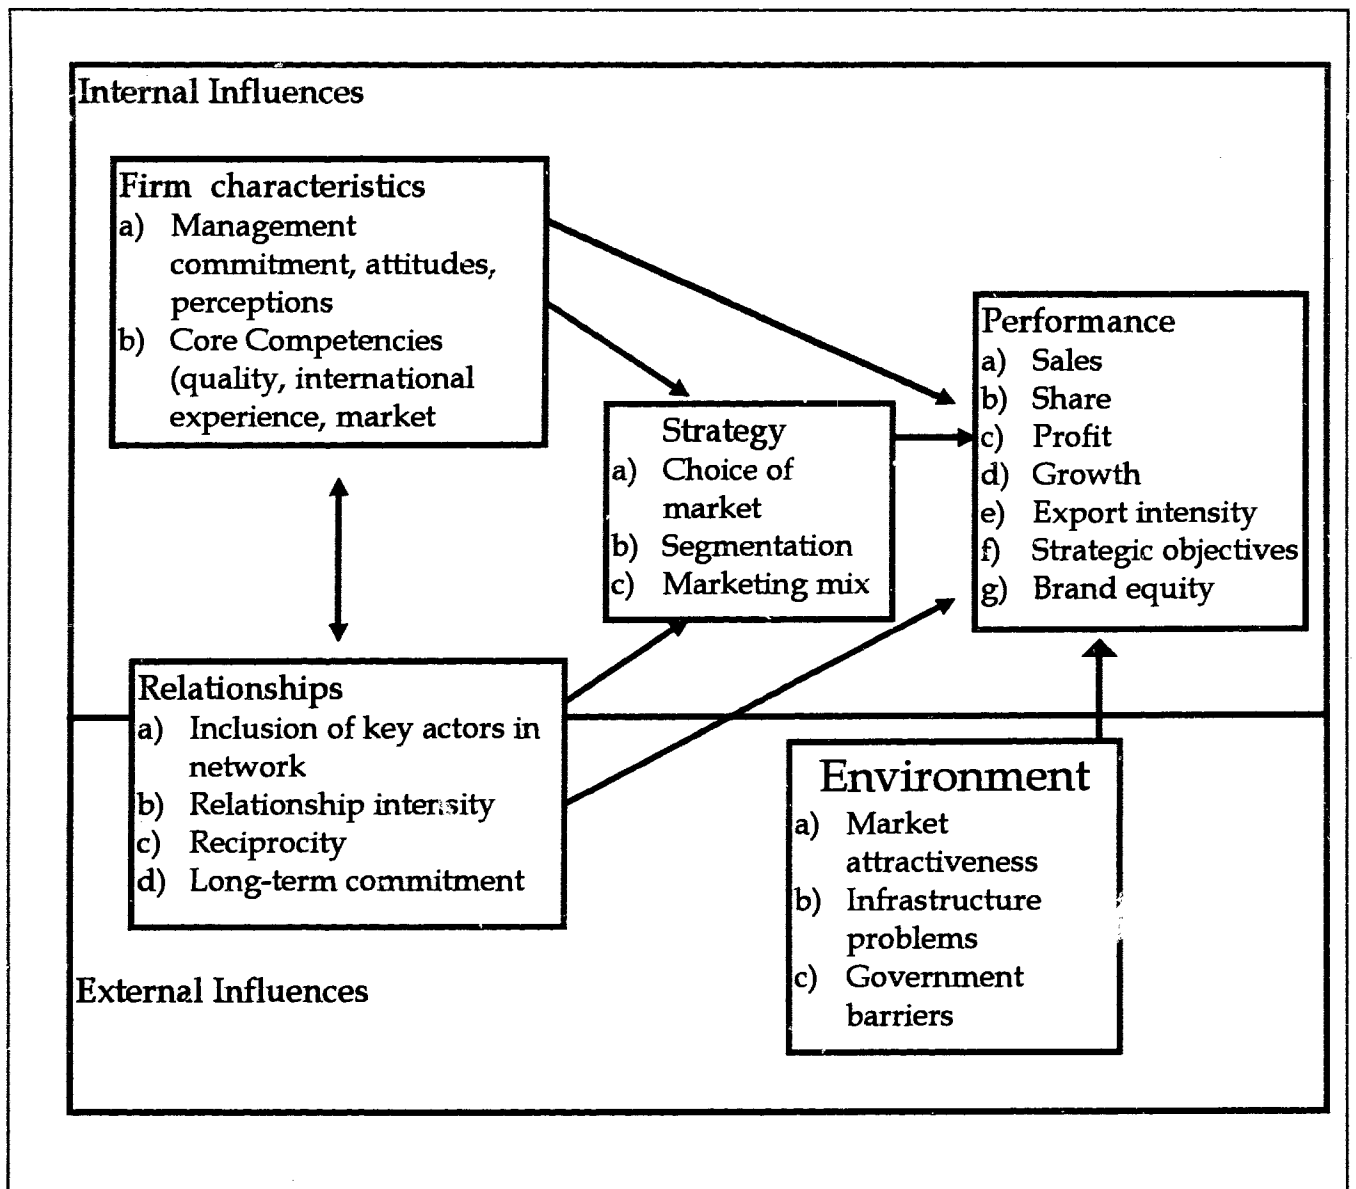 Internal Influences
Firm characteristics
a) Management
commitment, attitudes,
perceptions
b) Core Competencies
(quality, international
experience, market
Performance
a) Sales
b) Share
c) Profit
d) Growth
e) Export intensity
f) Strategic objectives
g) Brand equity
Strategy
a) Choice of
market
b) Segmentation
c) Marketing mix
Relationships
a) Inclusion of key actors in
network
b) Relationship intensity
c) Reciprocity
d) Long-term commitment
Environment
a) Market
attractiveness
b) Infrastructure
problems
c) Government
barriers
External Influences